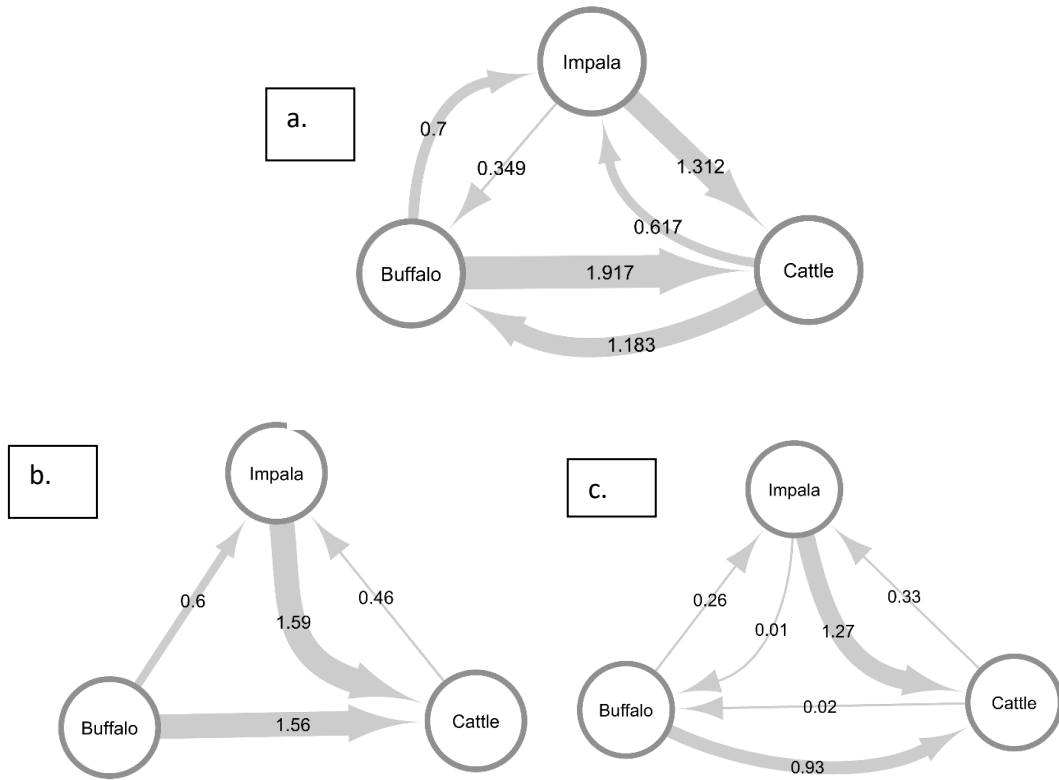 Impala
a.
0.7
0.349
1.312
0.617
Buffalo
1.917
Cattle
1.183
b.
Impala
0.6
0.46
1.59
Buffalo
1.56
Cattle
c.
Impala
0.26
0.33
0.01
1.27
Buffalo
0.02
Cattle
0.93